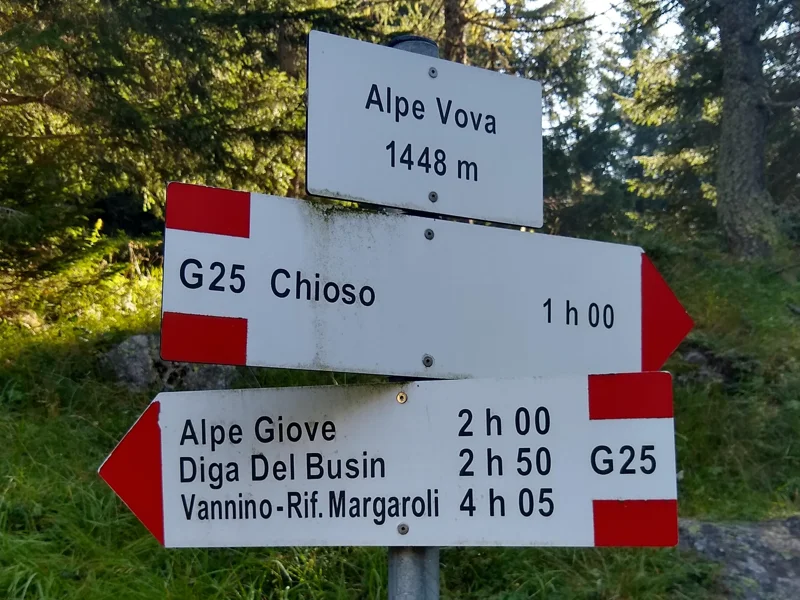 Alpe Vova
1448 m
G25 Chioso 1 h 00
Alpe Giove 2 h 00
Diga Del Busin 2 h 50 G25
Vannino-Rif. Margaroli 4 h 05